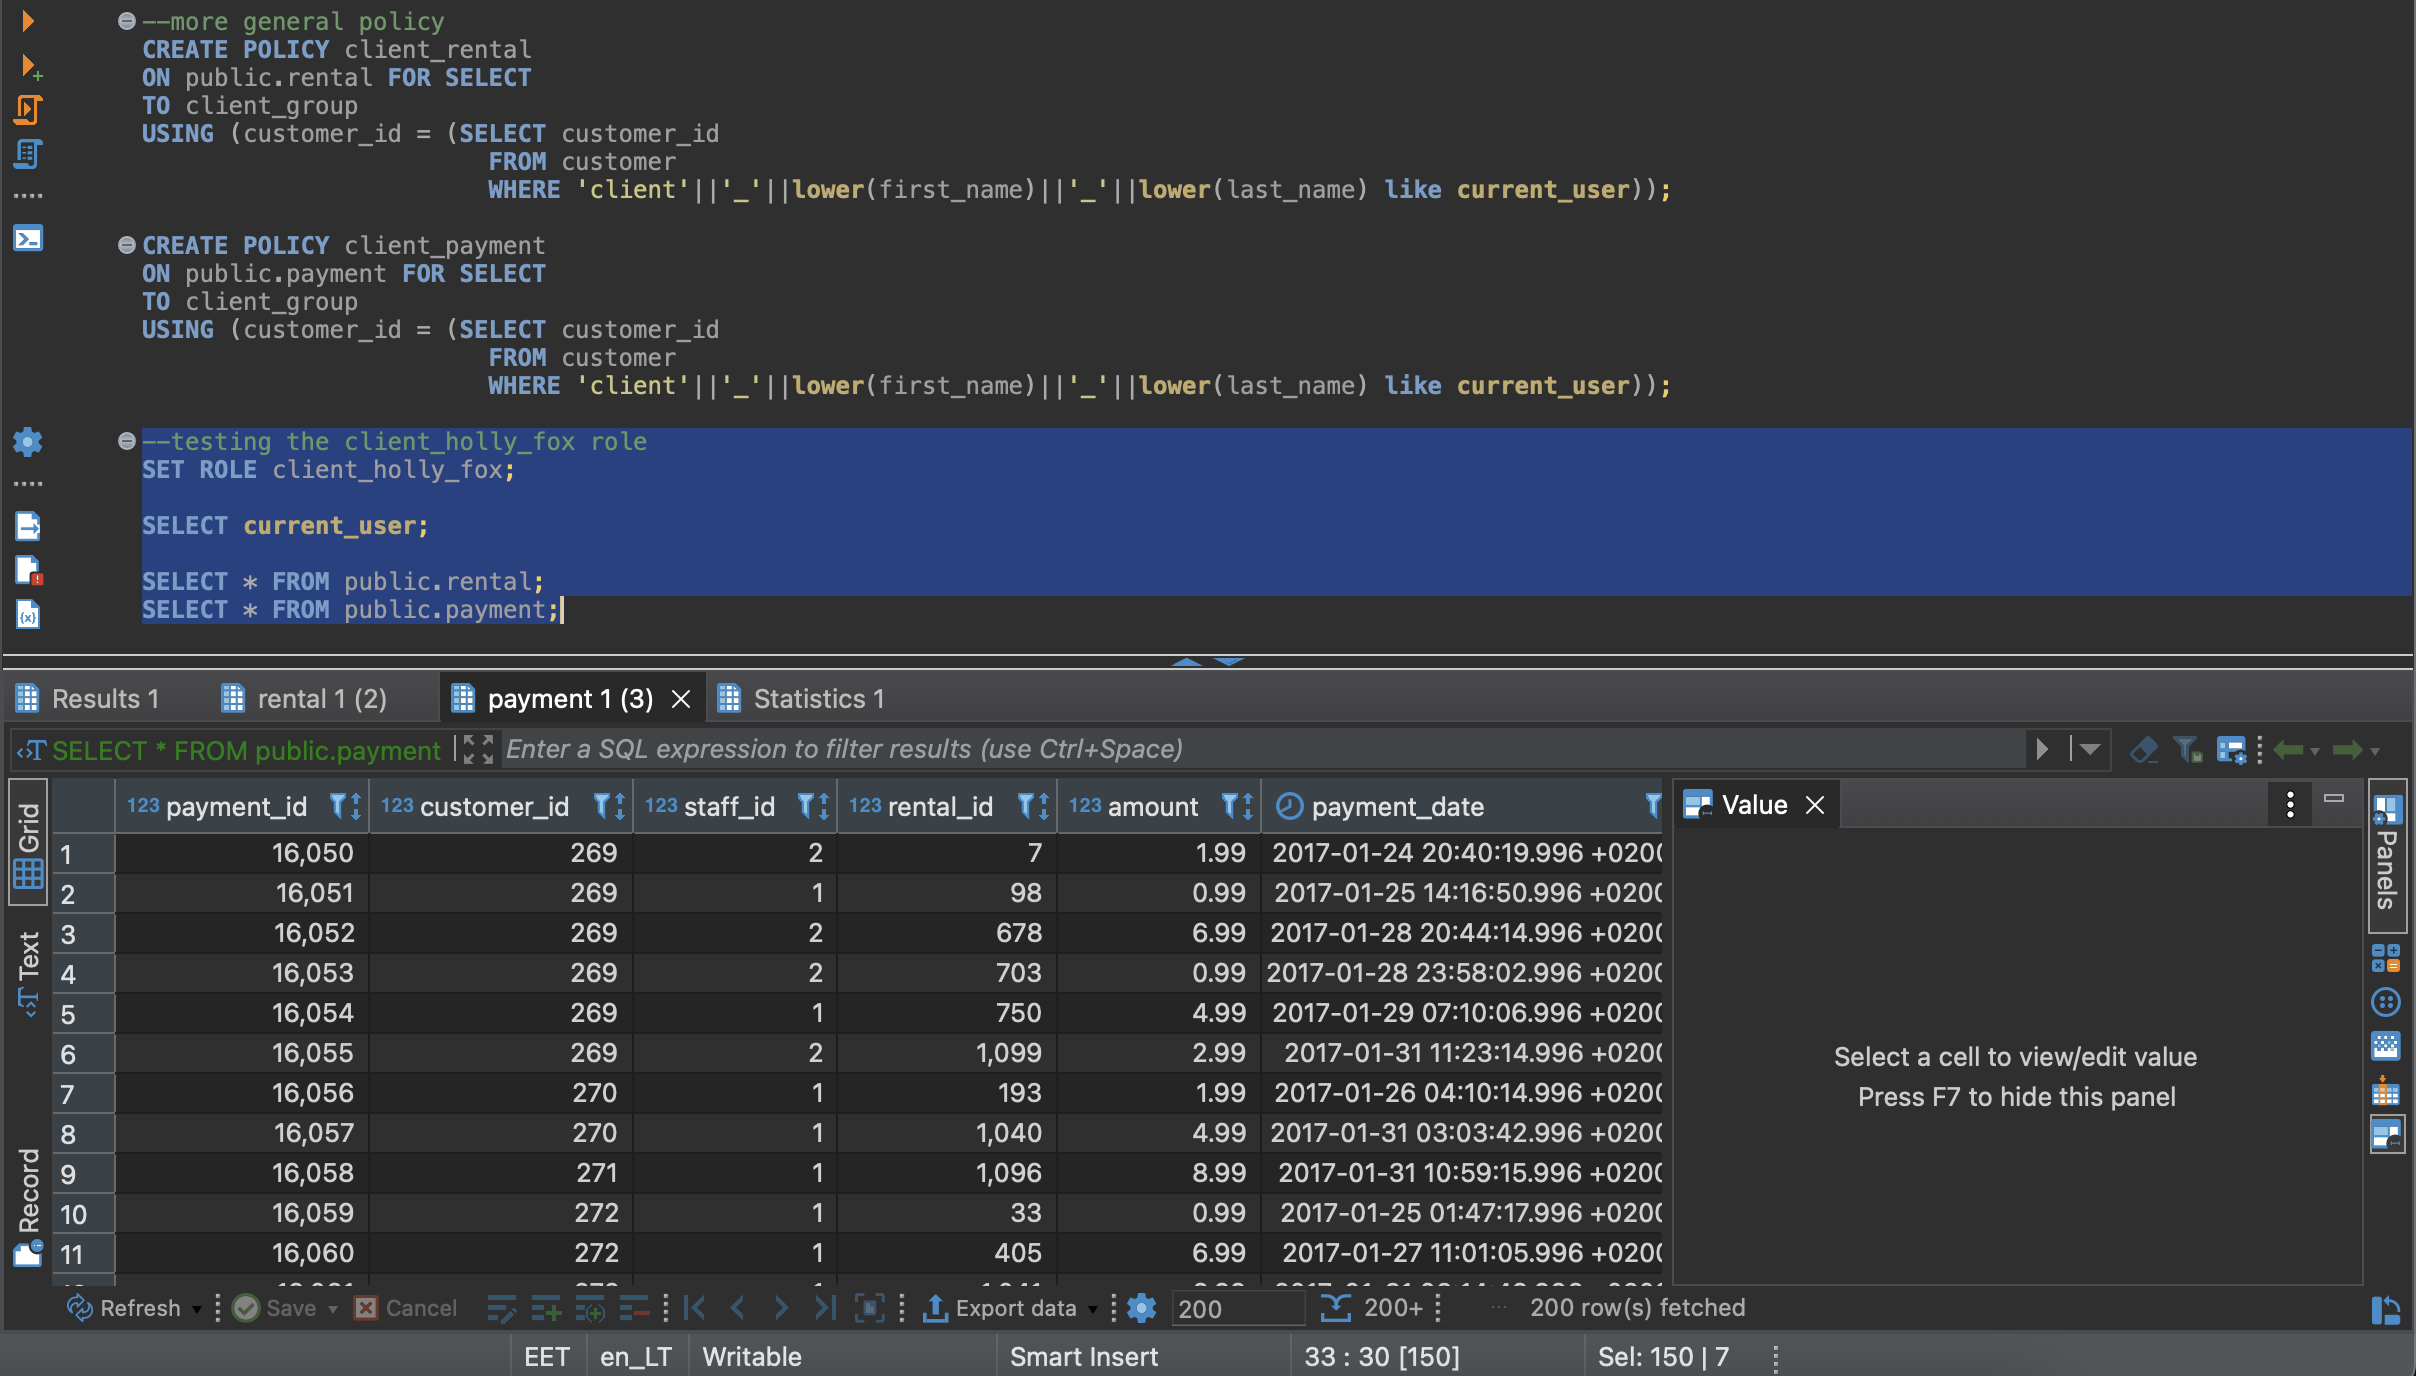 --more general policy
CREATE POLICY client_rental
ON public.rental FOR SELECT
TO client_group
USING (customer_id = (SELECT customer_id
FROM customer
WHERE 'client'||'_'||lower(first_name)||'_'||lower(last_name) like current_user));
CREATE POLICY client_payment
ON public.payment FOR SELECT
TO client_group
USING (customer_id = (SELECT customer_id
FROM customer
WHERE 'client'||'_'||lower(first_name)||'_'||lower(last_name) like current_user));
--testing the client_holly_fox role
SET ROLE client_holly_fox;
SELECT current_user;
SELECT * FROM public.rental;
SELECT * FROM public.payment;
Results 1 rental 1 (2) payment 1 (3) Statistics 1
SELECT * FROM public.payment Enter a SQL expression to filter results (use Ctrl+Space)
Grid
Text
Record
123 payment_id 123 customer_id 123 staff_id 123 rental_id 123 amount payment_date
1 16,050 269 2 7 1.99 2017-01-24 20:40:19.996 +020
2 16,051 269 1 98 0.99 2017-01-25 14:16:50.996 +020
3 16,052 269 2 678 6.99 2017-01-28 20:44:14.996 +020
4 16,053 269 2 703 0.99 2017-01-28 23:58:02.996 +020
5 16,054 269 1 750 4.99 2017-01-29 07:10:06.996 +020
6 16,055 269 2 1,099 2.99 2017-01-31 11:23:14.996 +020
7 16,056 270 1 193 1.99 2017-01-26 04:10:14.996 +020
8 16,057 270 1 1,040 4.99 2017-01-31 03:03:42.996 +020
9 16,058 271 1 1,096 8.99 2017-01-31 10:59:15.996 +020
10 16,059 272 1 33 0.99 2017-01-25 01:47:17.996 +020
11 16,060 272 1 405 6.99 2017-01-27 11:01:05.996 +020
Value
Select a cell to view/edit value
Press F7 to hide this panel
Panels
Refresh Save Cancel Export data 200 200+ 200 row(s) fetched
EET en_LT Writable Smart Insert 33 : 30 [150] Sel: 150 | 7